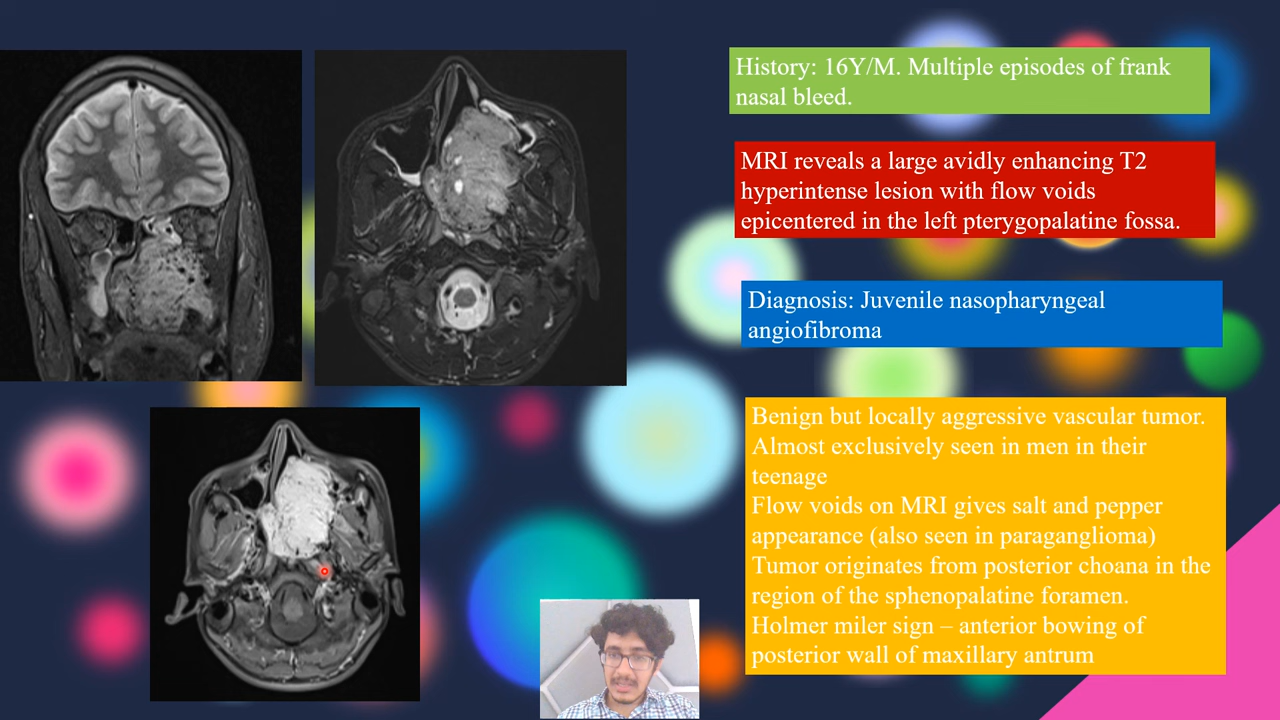 History: 16Y/M. Multiple episodes of frank
nasal bleed.
MRI reveals a large avidly enhancing T2
hyperintense lesion with flow voids
epicentered in the left pterygopalatine fossa.
Diagnosis: Juvenile nasopharyngeal
angiofibroma
Benign but locally aggressive vascular tumor.
Almost exclusively seen in men in their
teenage
Flow voids on MRI gives salt and pepper
appearance (also seen in paraganglioma)
Tumor originates from posterior choana in the
region of the sphenopalatine foramen.
Holmer miler sign – anterior bowing of
posterior wall of maxillary antrum